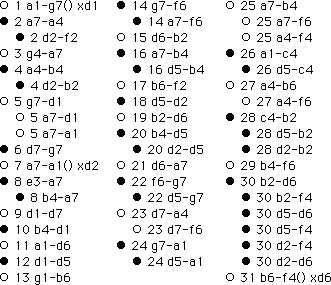 1 a1-g7() xd1
2 a7-a4
2 d2-f2
3 g4-a7
4 a4-b4
4 d2-b2
5 g7-d1
5 a7-d1
5 a7-a1
6 d7-g7
7 a7-a1() xd2
8 e3-a7
8 b4-a7
9 d1-d7
10 b4-d1
11 a1-d6
12 d1-d5
13 g1-b6
14 g7-f6
14 a7-f6
15 d6-b2
16 a7-b4
16 d5-b4
17 b6-f2
18 d5-d2
19 b2-d6
20 b4-d5
20 d2-d5
21 d6-a7
22 f6-g7
22 d5-g7
23 d7-a4
23 d7-f6
24 g7-a1
24 d5-a1
25 a7-b4
25 a7-f6
25 a4-f4
26 a1-c4
26 d5-c4
27 a4-b6
27 a4-f6
28 c4-b2
28 d5-b2
28 d2-b2
29 b4-f6
30 b2-d6
30 b2-f4
30 d5-d6
30 d5-f4
30 d2-f4
30 d2-d6
31 b6-f4() xd6